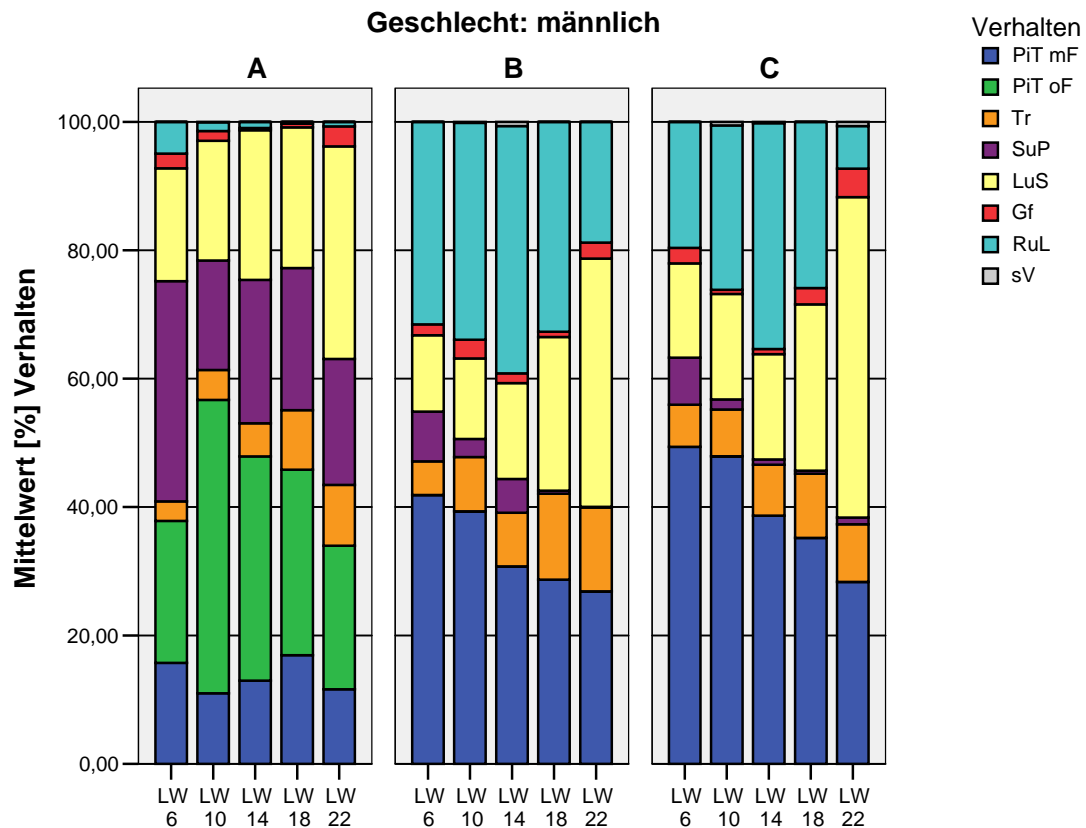 Geschlecht: männlich
A B C
Verhalten
PiT mF
PiT oF
Tr
SuP
LuS
Gf
RuL
sV
Mittelwert [%] Verhalten
100,00
80,00
60,00
40,00
20,00
0,00
LW LW LW LW LW LW LW LW LW LW LW LW LW LW LW
6 10 14 18 22 6 10 14 18 22 6 10 14 18 22